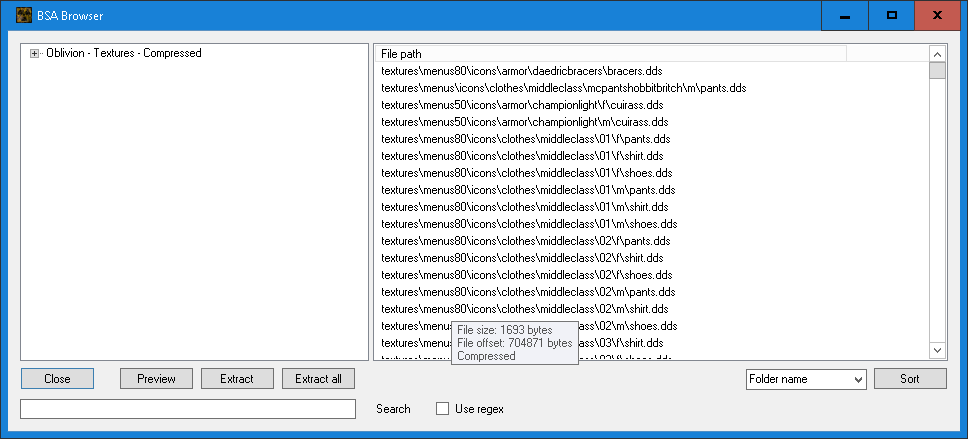 BSA Browser
Oblivion - Textures - Compressed
File path
textures\menus80\icons\armor\daedricbracers\bracers.dds
textures\menus\icons\clothes\middleclass\mcpantshobbitbritch\m\pants.dds
textures\menus50\icons\armor\championlight\f\cuirass.dds
textures\menus50\icons\armor\championlight\m\cuirass.dds
textures\menus80\icons\clothes\middleclass\01\f\pants.dds
textures\menus80\icons\clothes\middleclass\01\f\shirt.dds
textures\menus80\icons\clothes\middleclass\01\f\shoes.dds
textures\menus80\icons\clothes\middleclass\01\m\pants.dds
textures\menus80\icons\clothes\middleclass\01\m\shirt.dds
textures\menus80\icons\clothes\middleclass\01\m\shoes.dds
textures\menus80\icons\clothes\middleclass\02\f\pants.dds
textures\menus80\icons\clothes\middleclass\02\f\shirt.dds
textures\menus80\icons\clothes\middleclass\02\f\shoes.dds
textures\menus80\icons\clothes\middleclass\02\m\pants.dds
textures\menus80\icons\clothes\middleclass\02\m\shirt.dds
textures\menus8 ss\02\m\shoes.dds
textures\menus8 ss\03\f\shirt.dds
File size: 1693 bytes
File offset: 704871 bytes
Compressed
Close
Preview
Extract
Extract all
Folder name
Sort
Search
Use regex